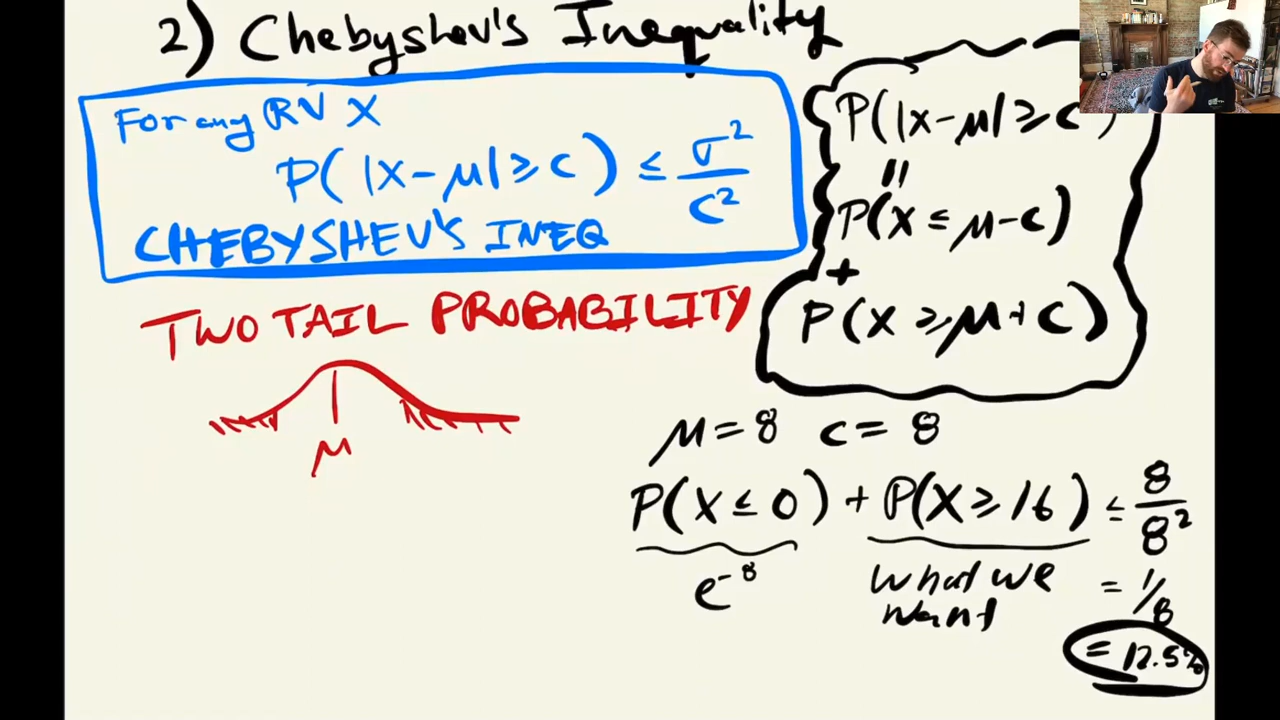 2) Chebyshev's Inequality
For any RV X
P( |X-μ| ≥ c ) ≤ σ²/c²
CHEBYSHEV'S INEQ
TWO TAIL PROBABILITY
μ
P(|X-μ| ≥ c)
=
P(X ≤ μ-c)
+
P(X ≥ μ+c)
μ = 8 c = 8
P(X ≤ 0) + P(X ≥ 16) ≤ 8/8²
e⁻⁸ what we want = 1/8
= 12.5%